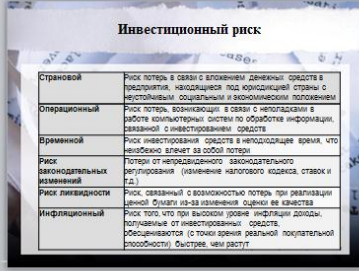 Инвестиционный риск
Страновой
Риск потерь в связи с вложением денежных средств в
предприятия, находящиеся под юрисдикцией страны с
неустойчивым социальным и экономическим положением
Операционный
Риск потерь, возникающих в связи с неполадками в
работе компьютерных систем по обработке информации,
связанной с инвестированием средств
Временной
Риск инвестирования средств в неподходящее время, что
неизбежно влечет за собой потери
Риск
законодательных
изменений
Потери от непредвиденного законодательного
регулирования (изменение налогового кодекса, ставок и
т.д.)
Риск ликвидности
Риск, связанный с возможностью потерь при реализации
ценной бумаги из-за изменения оценки ее качества
Инфляционный
Риск того, что при высоком уровне инфляции доходы,
получаемые от инвестированных средств,
обесцениваются (с точки зрения реальной покупательной
способности) быстрее, чем растут